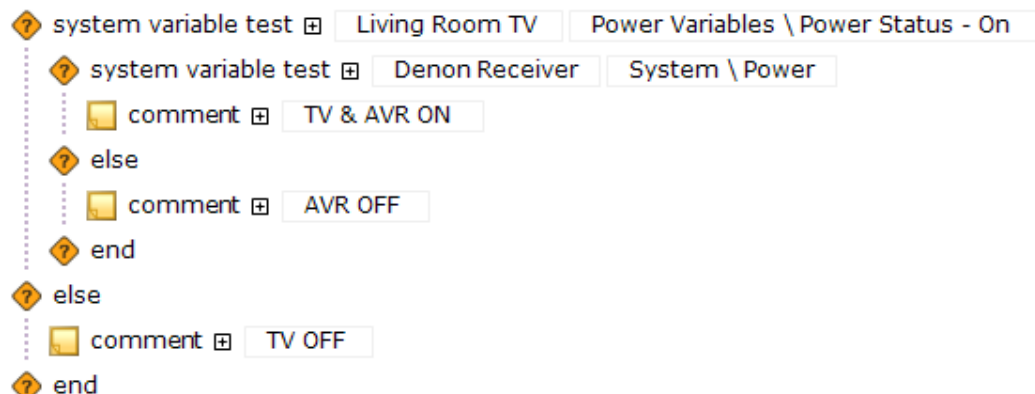 system variable test Living Room TV Power Variables \ Power Status - On
system variable test Denon Receiver System \ Power
comment TV & AVR ON
else
comment AVR OFF
end
else
comment TV OFF
end